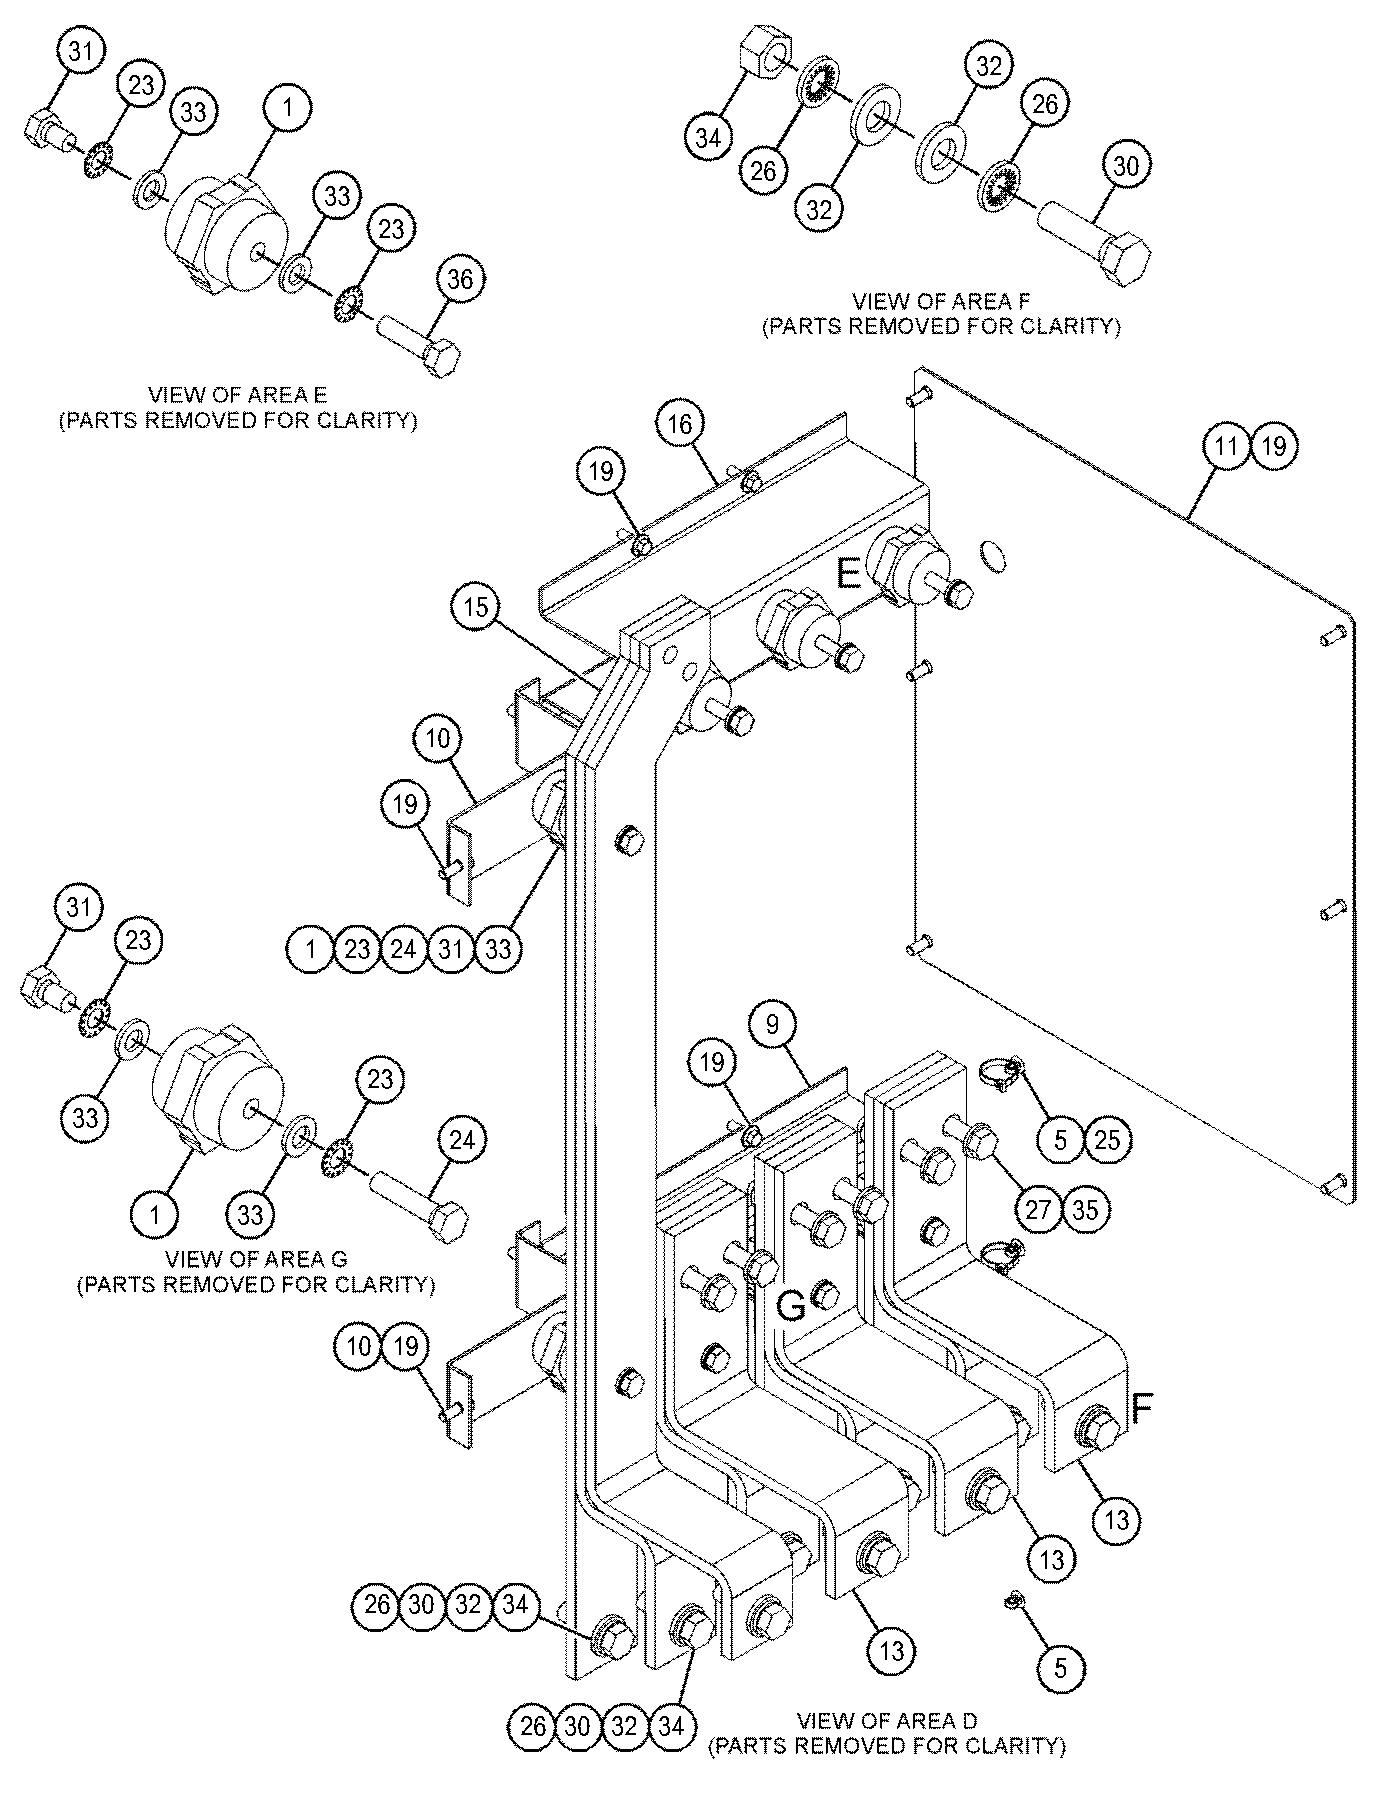 31
23
33
1
33
23
36
VIEW OF AREA E
(PARTS REMOVED FOR CLARITY)
34
26
32
32
26
30
VIEW OF AREA F
(PARTS REMOVED FOR CLARITY)
16
19
11 19
E
15
10
19
1 23 24 31 33
31
23
33
1
33
23
24
VIEW OF AREA G
(PARTS REMOVED FOR CLARITY)
9
19
5 25
27 35
G
10 19
F
13
13
13
26 30 32 34
5
26 30 32 34
VIEW OF AREA D
(PARTS REMOVED FOR CLARITY)